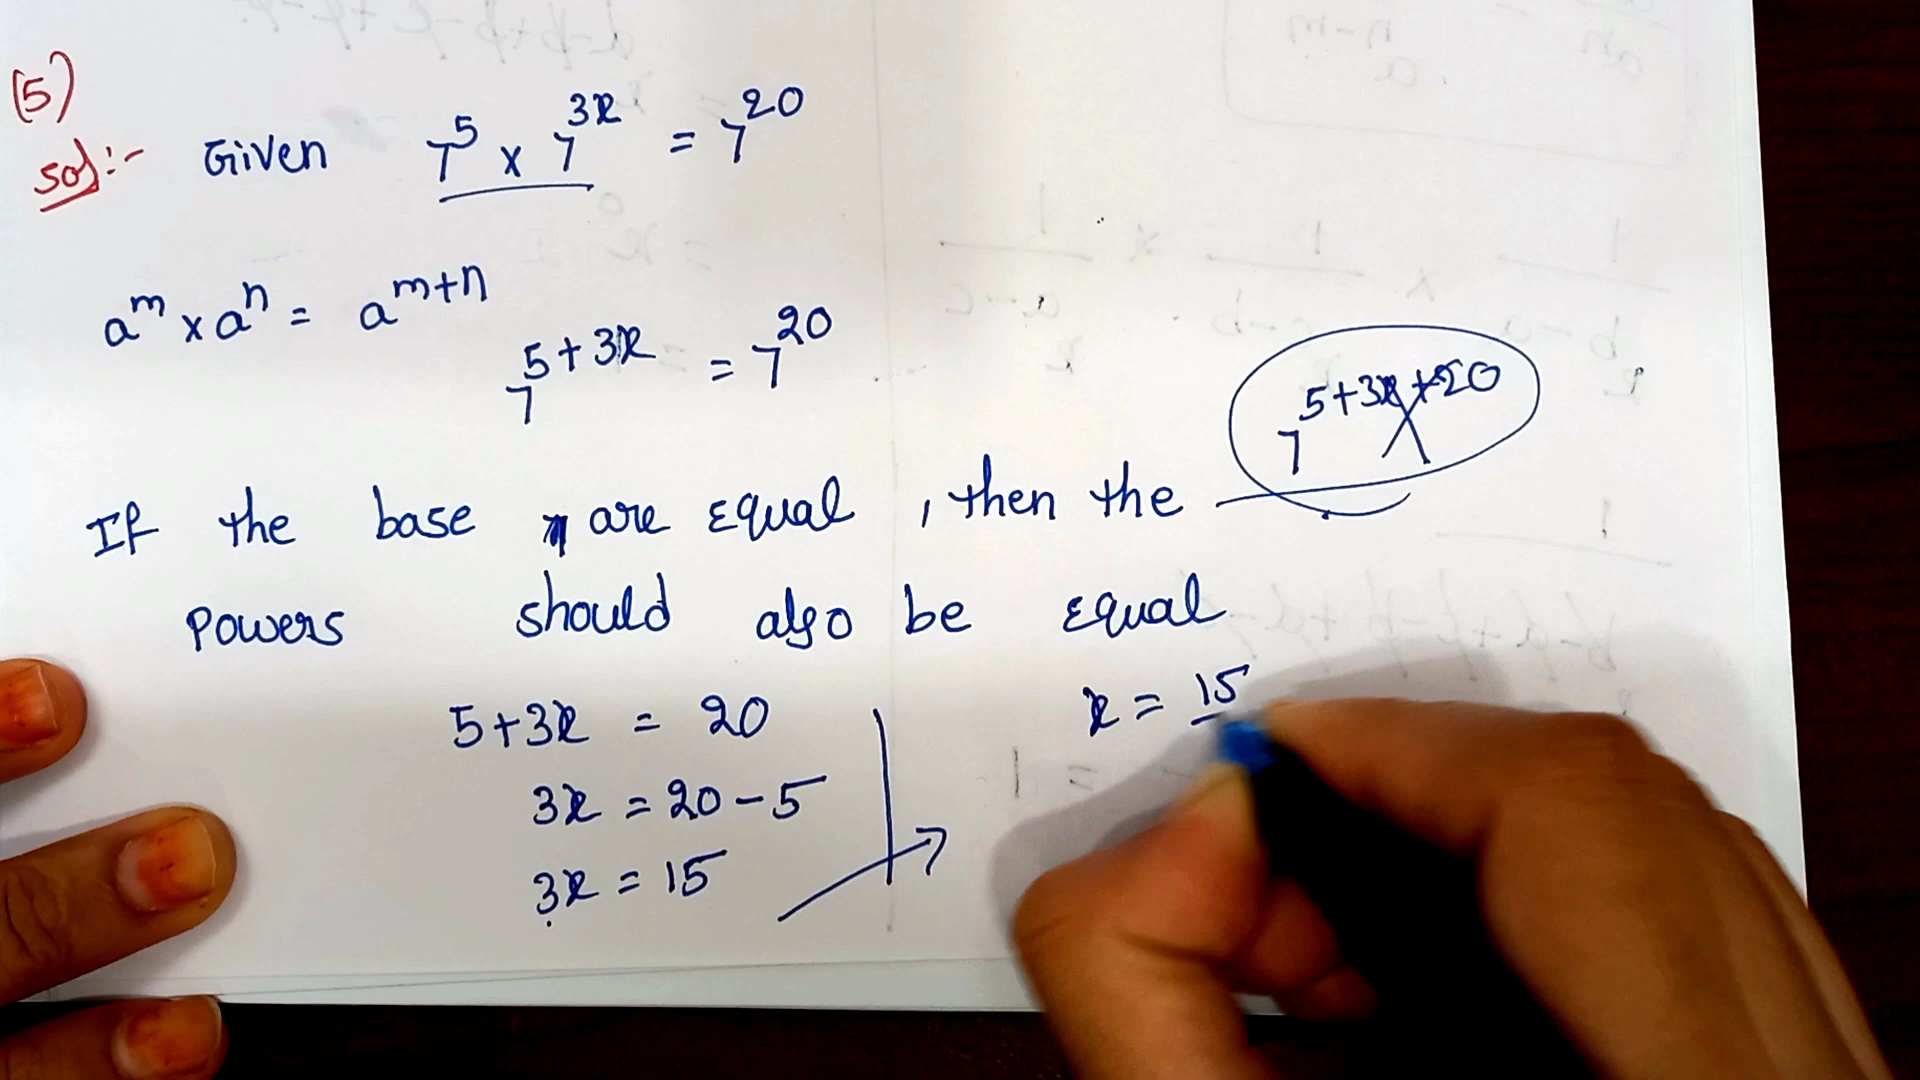 (5)
Sol:- Given 7^5 x 7^{3x} = 7^{20}
a^m x a^n = a^{m+n}
7^{5+3x} = 7^{20}
7^{5+3x+20}
If the base are equal, then the
powers should also be equal
5+3x = 20
3x = 20-5
3x = 15
x = 15